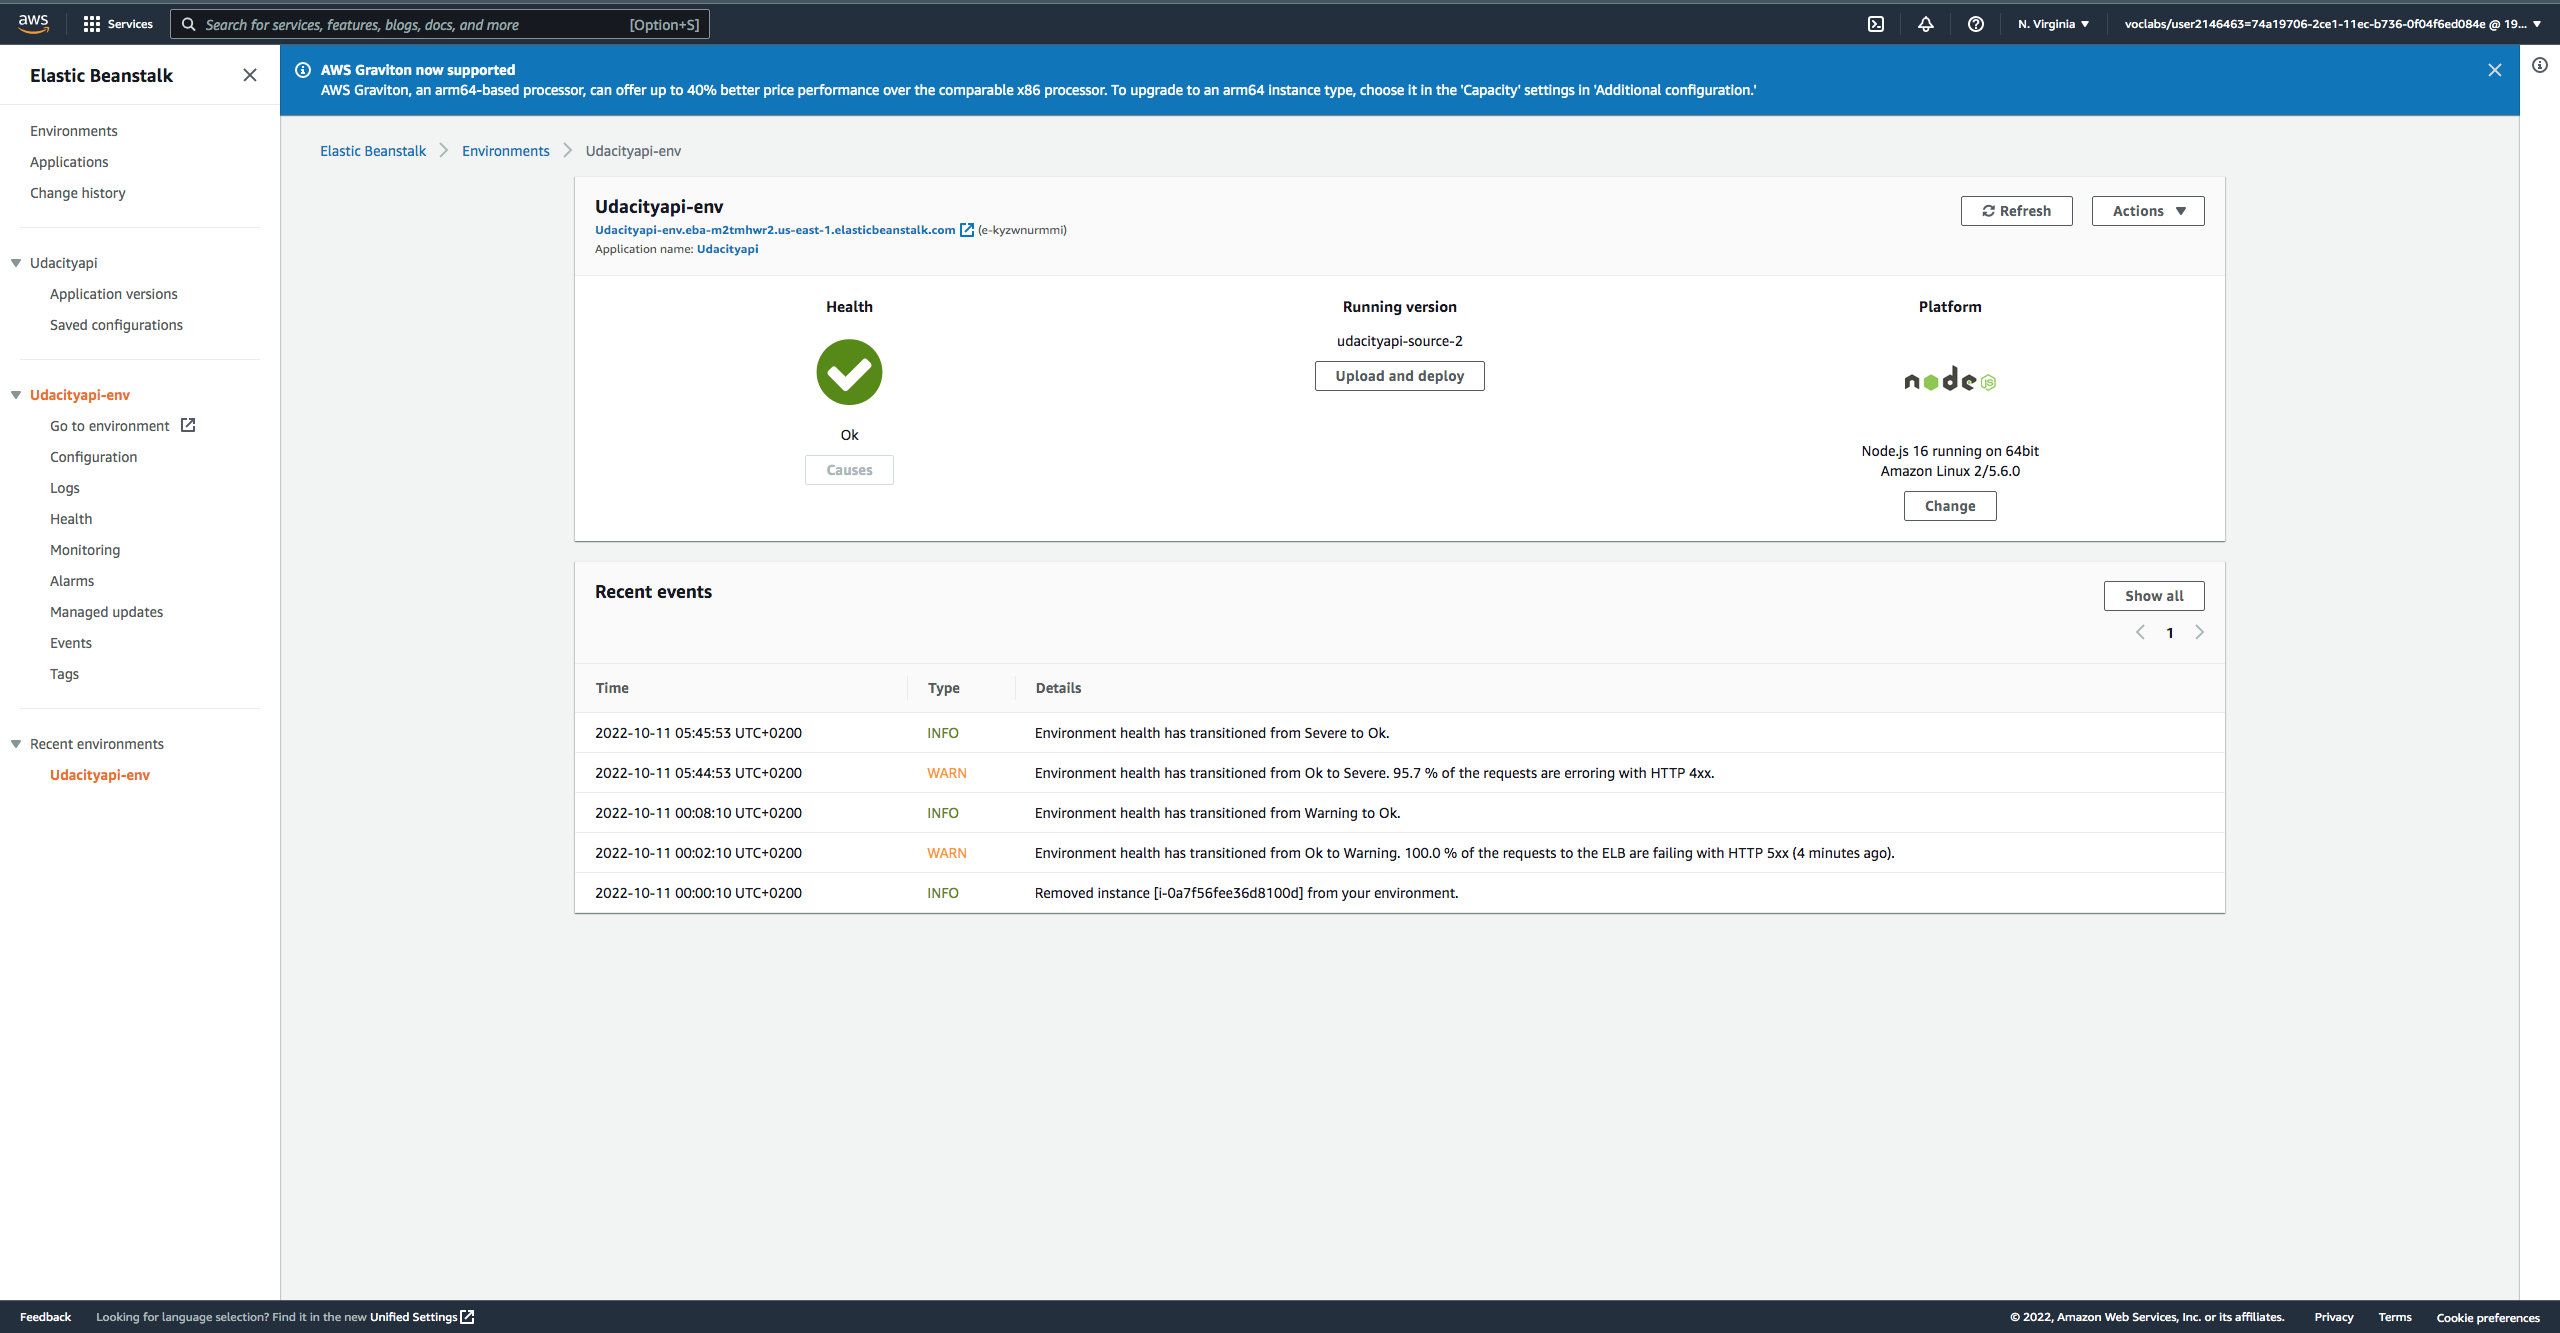 aws
Services
Search for services, features, blogs, docs, and more
[Option+S]
N. Virginia
voclabs/user2146463=74a19706-2ce1-11ec-b736-0f04f6ed084e @ 19...
Elastic Beanstalk
Environments
Applications
Change history
Udacityapi
Application versions
Saved configurations
Udacityapi-env
Go to environment
Configuration
Logs
Health
Monitoring
Alarms
Managed updates
Events
Tags
Recent environments
Udacityapi-env
AWS Graviton now supported
AWS Graviton, an arm64-based processor, can offer up to 40% better price performance over the comparable x86 processor. To upgrade to an arm64 instance type, choose it in the 'Capacity' settings in 'Additional configuration.'
Elastic Beanstalk
Environments
Udacityapi-env
Udacityapi-env
Udacityapi-env.eba-m2tmhwr2.us-east-1.elasticbeanstalk.com (e-kyzwnurmmi)
Application name: Udacityapi
Refresh
Actions
Health
Ok
Causes
Running version
udacityapi-source-2
Upload and deploy
Platform
node JS
Node.js 16 running on 64bit
Amazon Linux 2/5.6.0
Change
Recent events
Show all
1
Time Type Details
2022-10-11 05:45:53 UTC+0200 INFO Environment health has transitioned from Severe to Ok.
2022-10-11 05:44:53 UTC+0200 WARN Environment health has transitioned from Ok to Severe. 95.7 % of the requests are erroring with HTTP 4xx.
2022-10-11 00:08:10 UTC+0200 INFO Environment health has transitioned from Warning to Ok.
2022-10-11 00:02:10 UTC+0200 WARN Environment health has transitioned from Ok to Warning. 100.0 % of the requests to the ELB are failing with HTTP 5xx (4 minutes ago).
2022-10-11 00:00:10 UTC+0200 INFO Removed instance [i-0a7f56fee36d8100d] from your environment.
Feedback
Looking for language selection? Find it in the new Unified Settings
© 2022, Amazon Web Services, Inc. or its affiliates.
Privacy
Terms
Cookie preferences